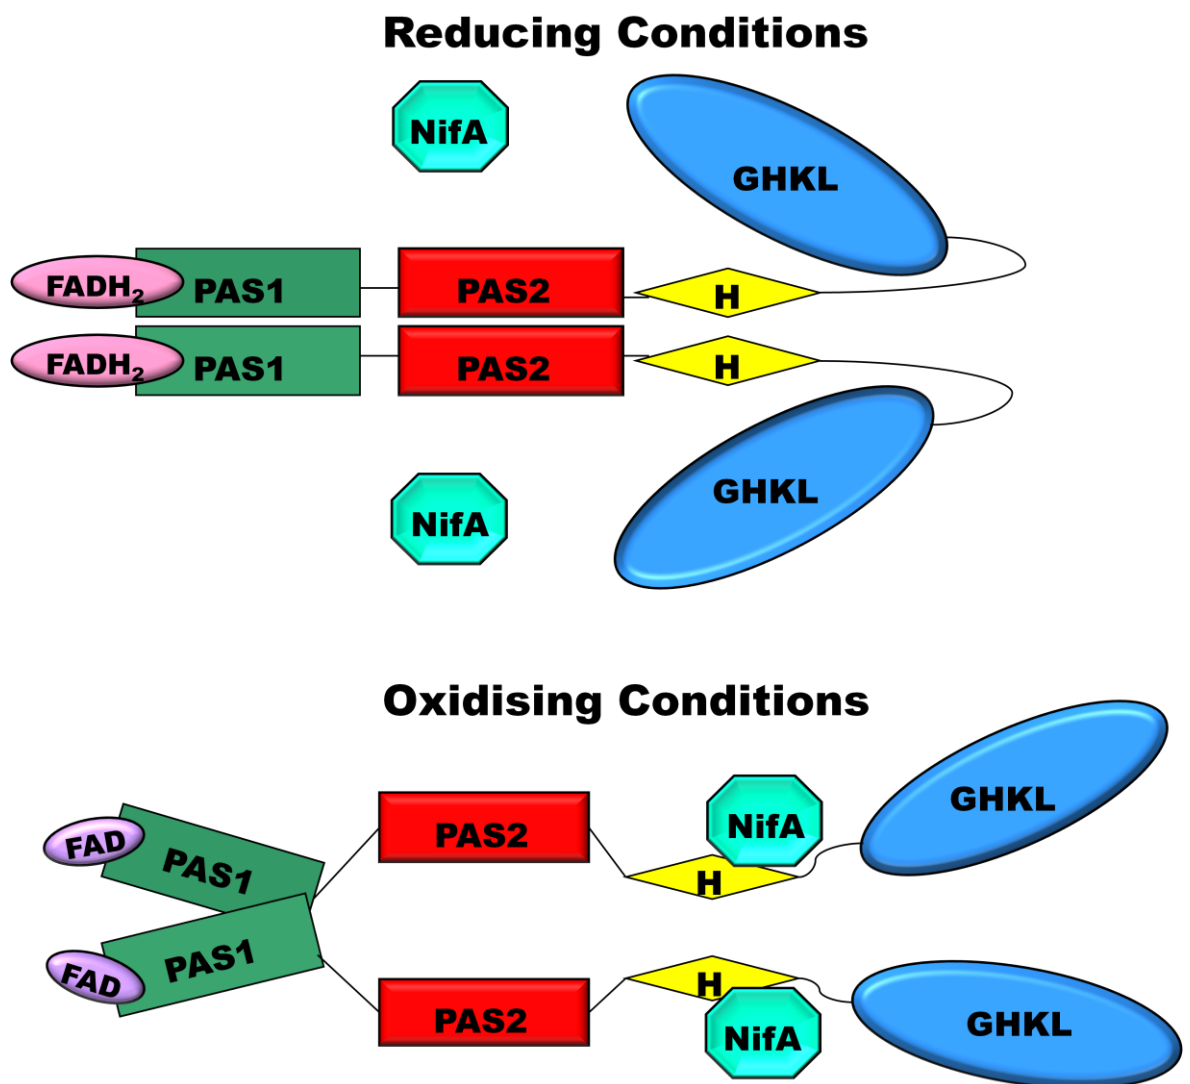 Reducing Conditions
NifA
GHKL
FADH₂
PAS1
PAS2
H
FADH₂
PAS1
PAS2
H
NifA
GHKL
Oxidising Conditions
GHKL
NifA
FAD
PAS1
PAS2
H
FAD
PAS1
PAS2
H
NifA
GHKL